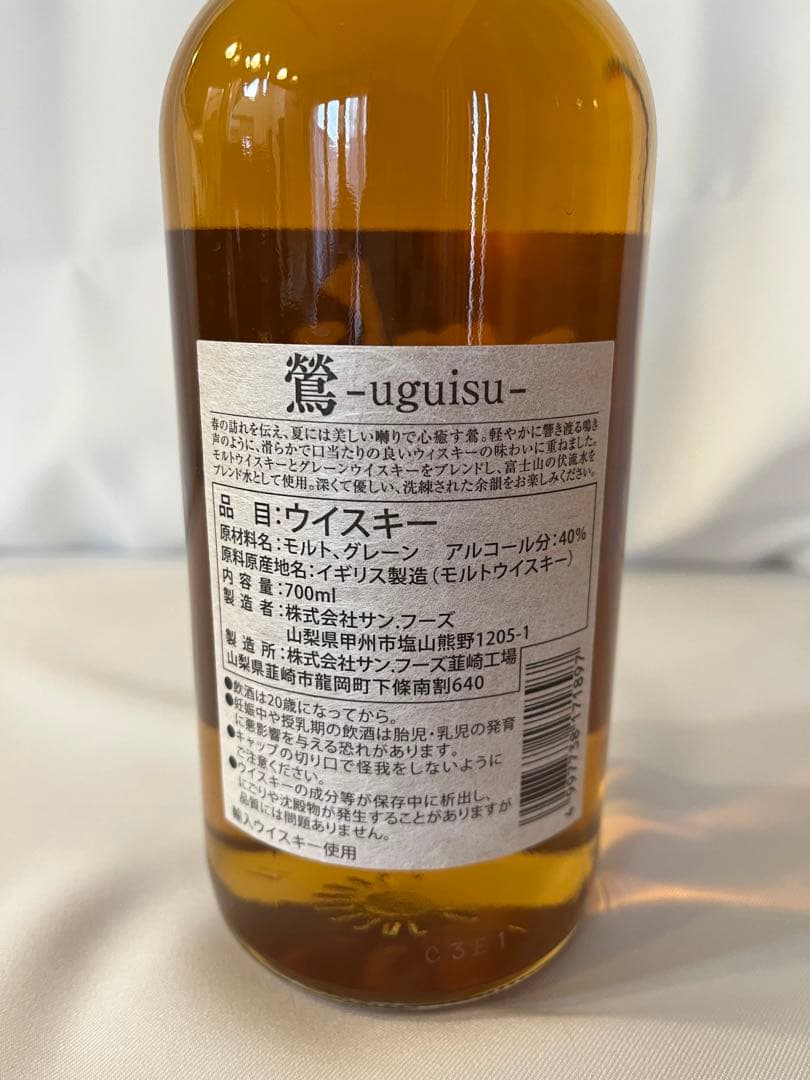 鶯 -uguisu-
春の訪れを伝え、夏には美しい囀りで心癒す鶯。軽やかに響き渡る鳴き
声のように、滑らかで口当たりの良いウィスキーの味わいに重ねました。
モルトウイスキーとグレーンウイスキーをブレンドし、富士山の伏流水を
ブレンド水として使用。深くて優しい、洗練された余韻をお楽しみください。
品 目:ウイスキー
原材料名:モルト、グレーン アルコール分:40%
原料原産地名:イギリス製造(モルトウイスキー)
内容量:700ml
製造者:株式会社サン.フーズ
山梨県甲州市塩山熊野1205-1
製造所:株式会社サン.フーズ韮崎工場
山梨県韮崎市龍岡町下條南割640
●飲酒は20歳になってから。
●妊娠中や授乳期の飲酒は胎児・乳児の発育
に悪影響を与える恐れがあります。
●キャップの切り口で怪我をしないように
ご注意ください。
●ウイスキーの成分等が保存中に析出し、
にごりや沈殿物が発生することがありますが
品質には問題ありません。
輸入ウイスキー使用
4997738171897
C 3E1